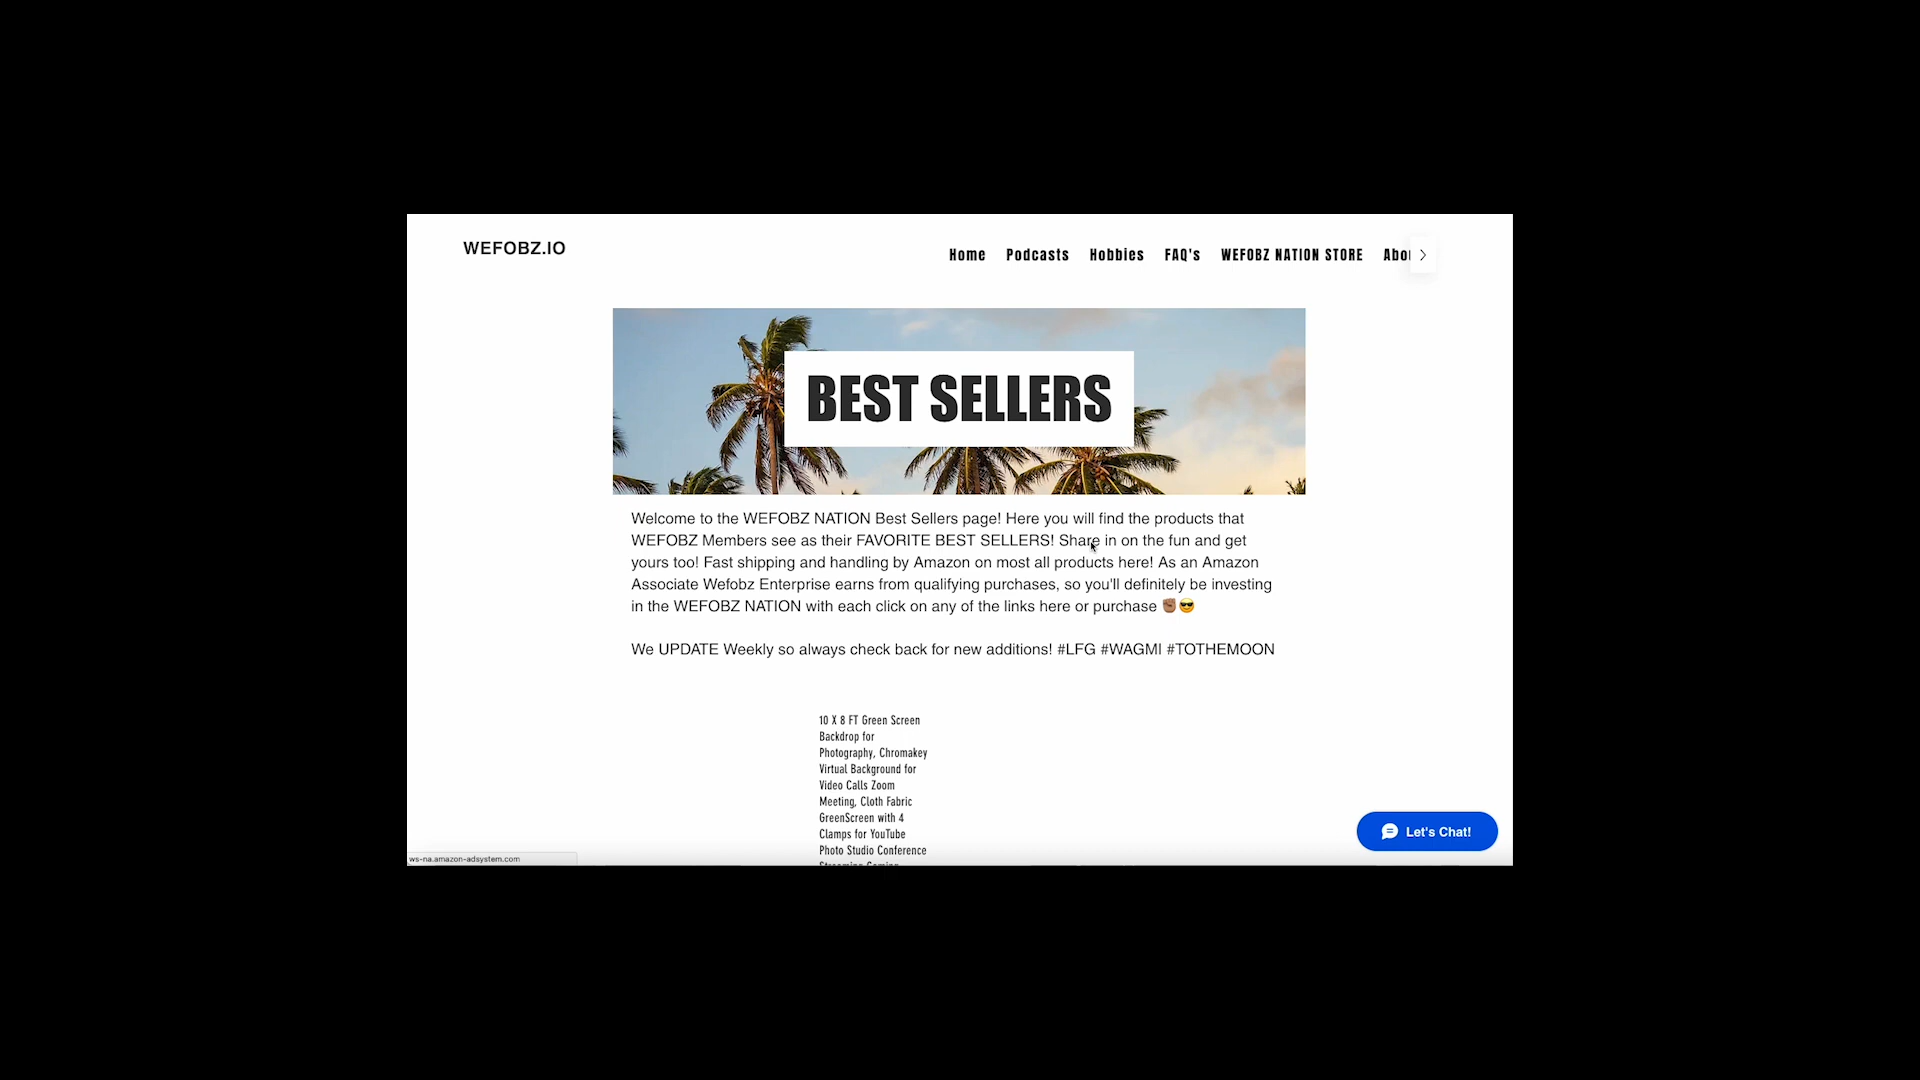 WEFOBZ.IO
Home Podcasts Hobbies FAQ's WEFOBZ NATION STORE Abo
BEST SELLERS
Welcome to the WEFOBZ NATION Best Sellers page! Here you will find the products that
WEFOBZ Members see as their FAVORITE BEST SELLERS! Share in on the fun and get
yours too! Fast shipping and handling by Amazon on most all products here! As an Amazon
Associate Wefobz Enterprise earns from qualifying purchases, so you'll definitely be investing
in the WEFOBZ NATION with each click on any of the links here or purchase ✊🏾😎
We UPDATE Weekly so always check back for new additions! #LFG #WAGMI #TOTHEMOON
10 X 8 FT Green Screen
Backdrop for
Photography, Chromakey
Virtual Background for
Video Calls Zoom
Meeting, Cloth Fabric
GreenScreen with 4
Clamps for YouTube
Photo Studio Conference
Streaming Gaming
Let's Chat!
ws-na.amazon-adsystem.com